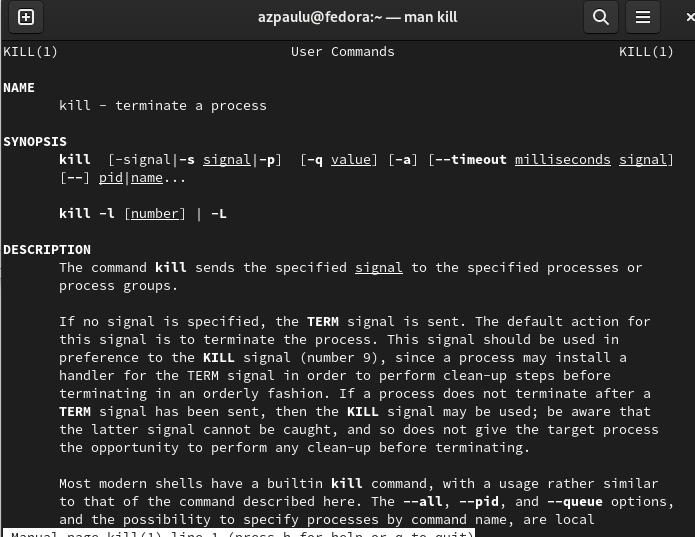 azpaulu@fedora:~ — man kill
KILL(1) User Commands KILL(1)
NAME
kill - terminate a process
SYNOPSIS
kill [-signal|-s signal|-p] [-q value] [-a] [--timeout milliseconds signal]
[--] pid|name...
kill -l [number] | -L
DESCRIPTION
The command kill sends the specified signal to the specified processes or
process groups.
If no signal is specified, the TERM signal is sent. The default action for
this signal is to terminate the process. This signal should be used in
preference to the KILL signal (number 9), since a process may install a
handler for the TERM signal in order to perform clean-up steps before
terminating in an orderly fashion. If a process does not terminate after a
TERM signal has been sent, then the KILL signal may be used; be aware that
the latter signal cannot be caught, and so does not give the target process
the opportunity to perform any clean-up before terminating.
Most modern shells have a builtin kill command, with a usage rather similar
to that of the command described here. The --all, --pid, and --queue options,
and the possibility to specify processes by command name, are local
Manual page kill(1) line 1 (press h for help or q to quit)